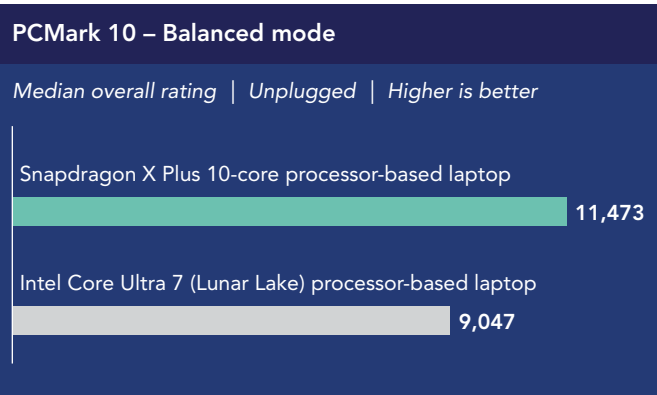 PCMark 10 – Balanced mode
Median overall rating | Unplugged | Higher is better
Snapdragon X Plus 10-core processor-based laptop
11,473
Intel Core Ultra 7 (Lunar Lake) processor-based laptop
9,047